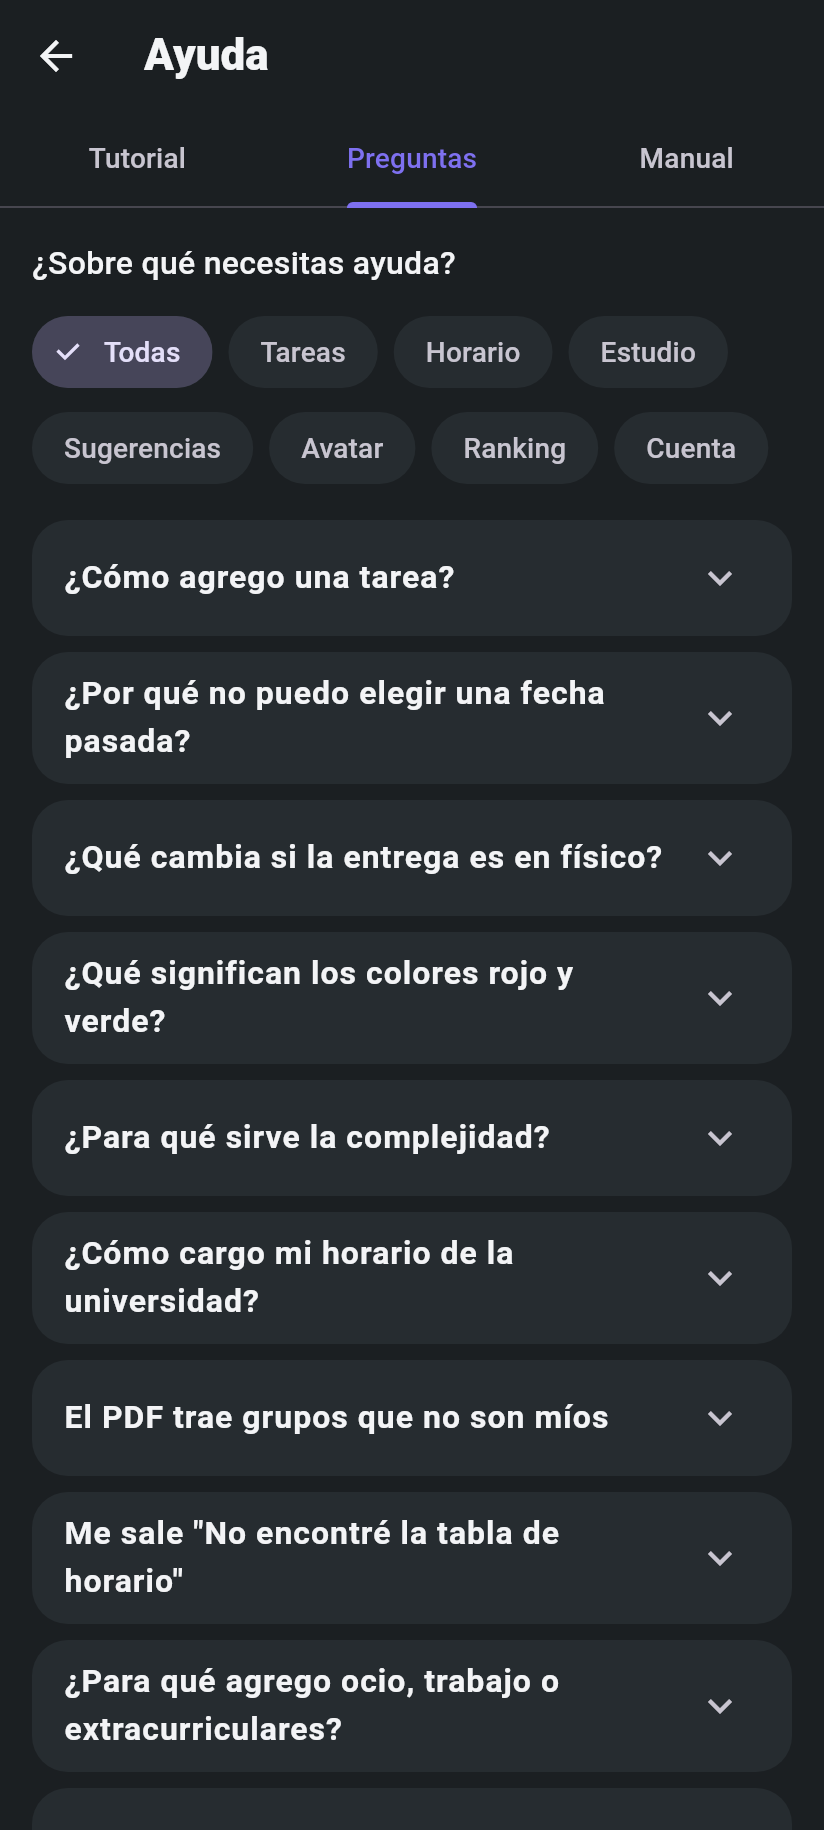 Ayuda
Tutorial
Preguntas
Manual
¿Sobre qué necesitas ayuda?
Todas
Tareas
Horario
Estudio
Sugerencias
Avatar
Ranking
Cuenta
¿Cómo agrego una tarea?
¿Por qué no puedo elegir una fecha
pasada?
¿Qué cambia si la entrega es en físico?
¿Qué significan los colores rojo y
verde?
¿Para qué sirve la complejidad?
¿Cómo cargo mi horario de la
universidad?
El PDF trae grupos que no son míos
Me sale "No encontré la tabla de
horario"
¿Para qué agrego ocio, trabajo o
extracurriculares?